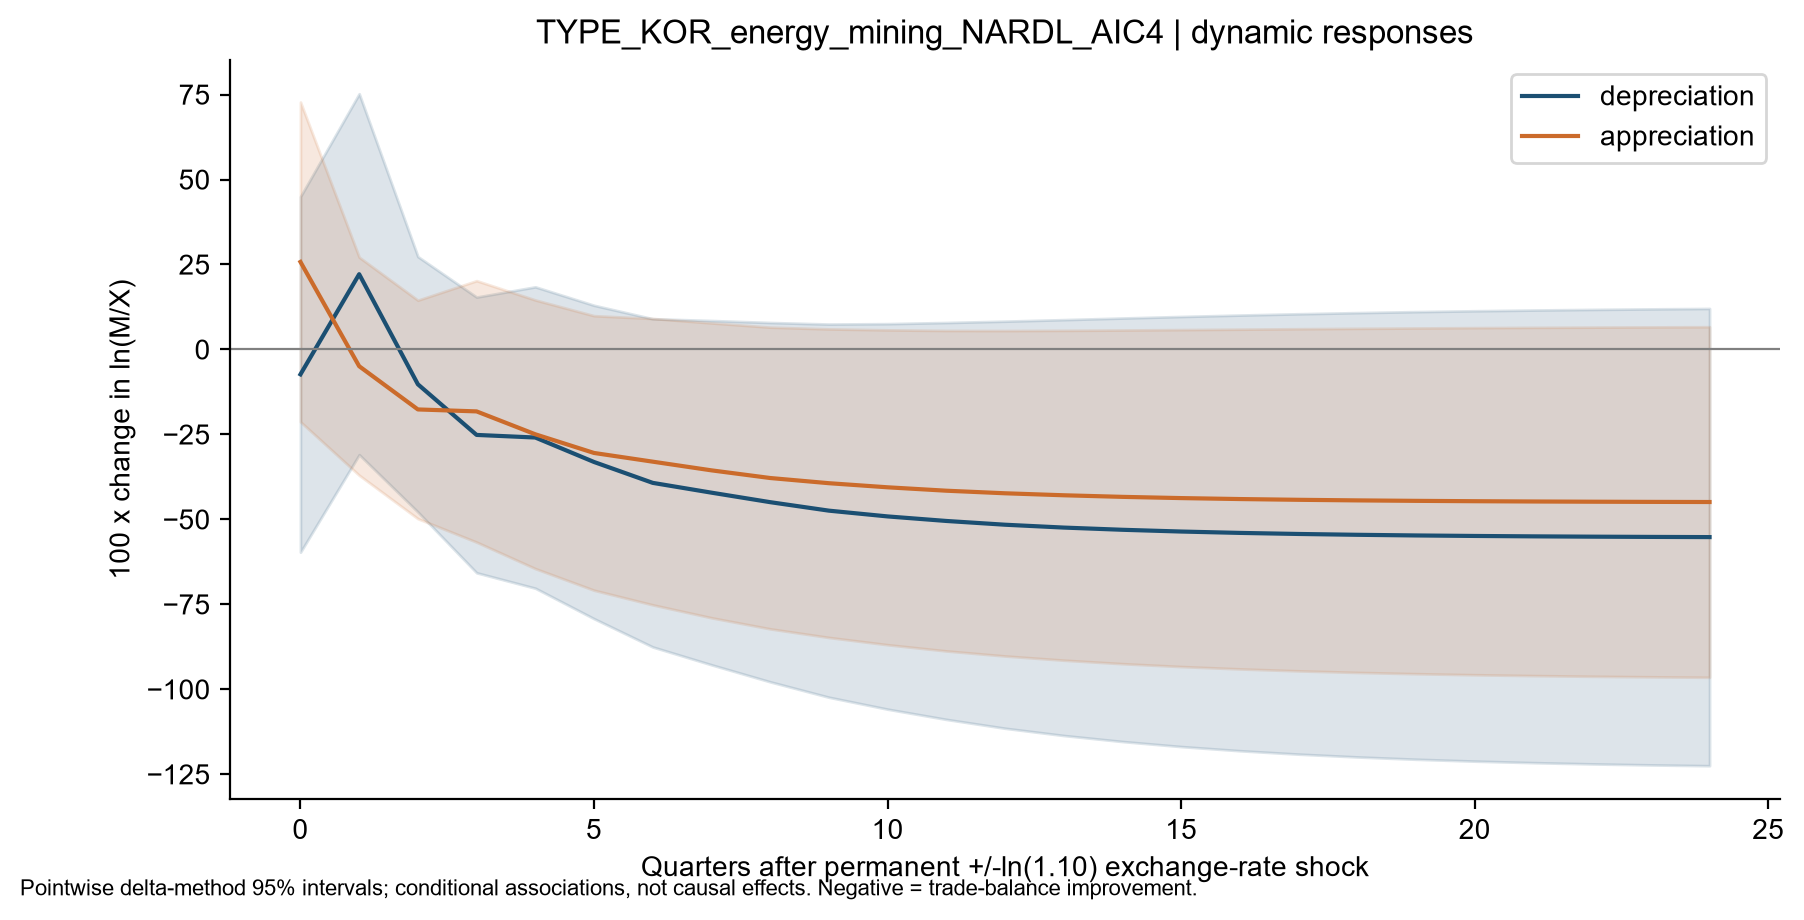 TYPE_KOR_energy_mining_NARDL_AIC4 | dynamic responses
depreciation
appreciation
100 x change in ln(M/X)
75
50
25
0
−25
−50
−75
−100
−125
0 5 10 15 20 25
Quarters after permanent +/-ln(1.10) exchange-rate shock
Pointwise delta-method 95% intervals; conditional associations, not causal effects. Negative = trade-balance improvement.